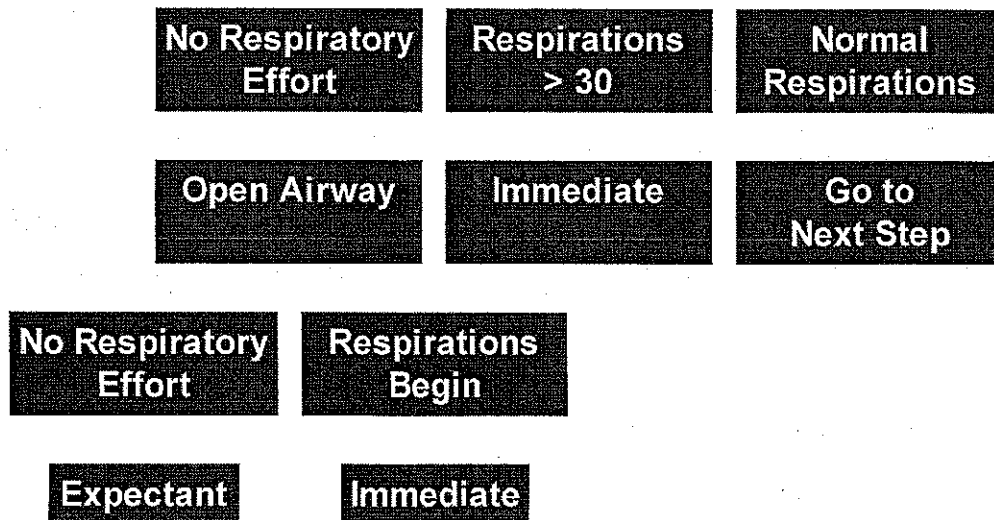 No Respiratory
Effort
Respirations
> 30
Normal
Respirations
Open Airway
Immediate
Go to
Next Step
No Respiratory
Effort
Respirations
Begin
Expectant
Immediate